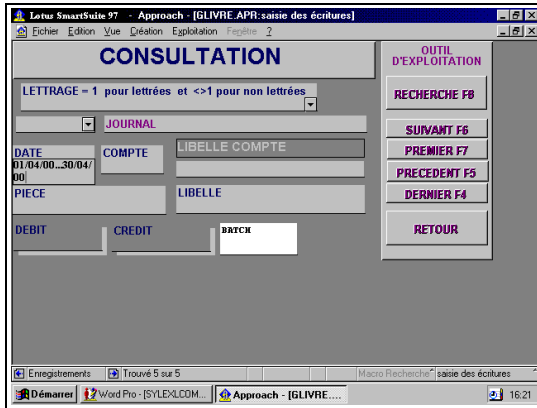 Lotus SmartSuite 97 - Approach - [GLIVRE.APR:saisie des écritures]
Fichier Edition Vue Création Exploitation Fenêtre ?
CONSULTATION
OUTIL
D'EXPLOITATION
LETTRAGE = 1 pour lettrées et <>1 pour non lettrées
RECHERCHE F8
JOURNAL
SUIVANT F6
DATE
COMPTE
LIBELLE COMPTE
PREMIER F7
01/04/00...30/04/
00
PRECEDENT F5
PIECE
LIBELLE
DERNIER F4
DEBIT
CREDIT
BATCH
RETOUR
Enregistrements Trouvé 5 sur 5 Macro Recherche saisie des écritures
Démarrer Word Pro - [SYLEXLCOM... Approach - [GLIVRE.... 16:21